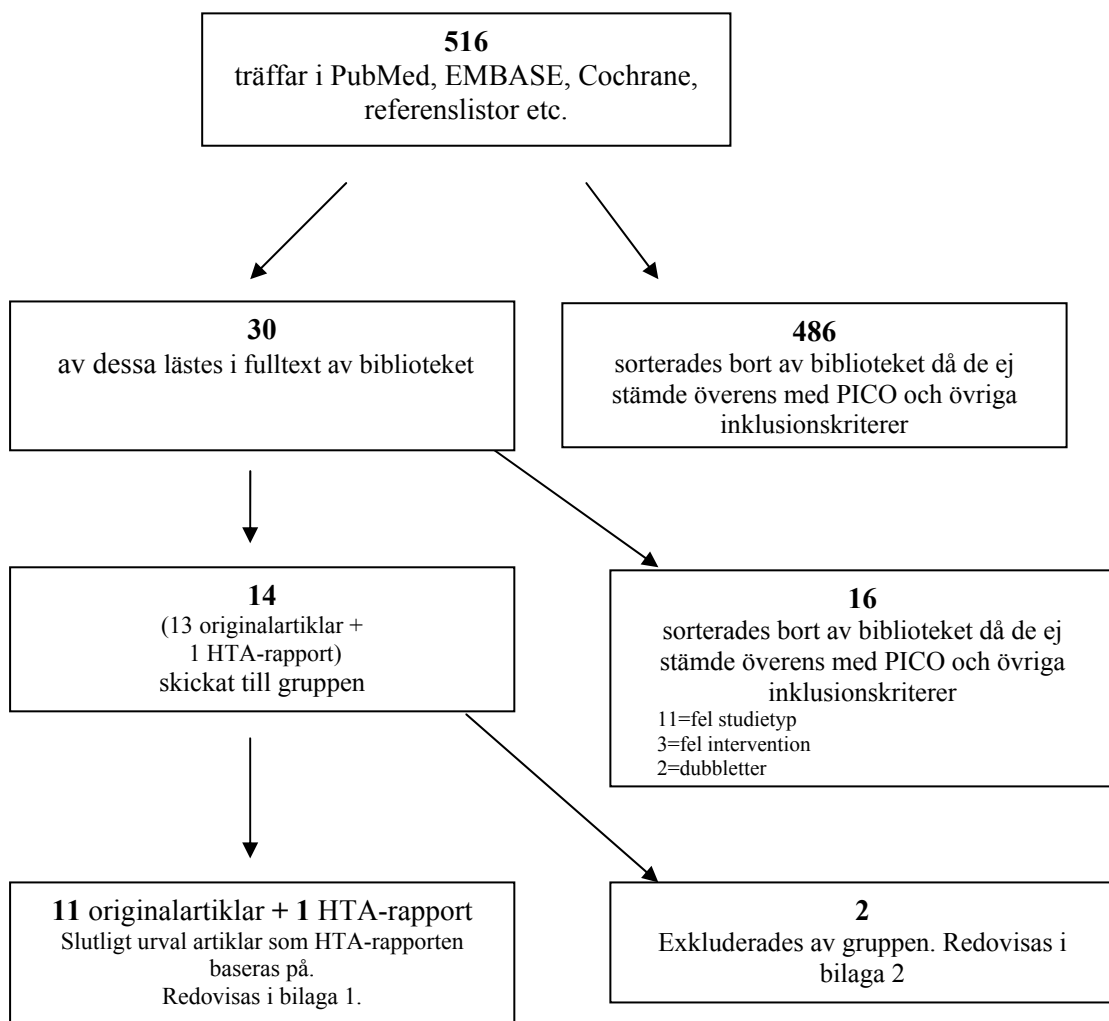 516
träffar i PubMed, EMBASE, Cochrane,
referenslistor etc.
30
av dessa lästes i fulltext av biblioteket
486
sorterades bort av biblioteket då de ej
stämde överens med PICO och övriga
inklusionskriterer
14
(13 originalartiklar +
1 HTA-rapport)
skickat till gruppen
16
sorterades bort av biblioteket då de ej
stämde överens med PICO och övriga
inklusionskriterer
11=fel studietyp
3=fel intervention
2=dubbletter
11 originalartiklar + 1 HTA-rapport
Slutligt urval artiklar som HTA-rapporten
baseras på.
Redovisas i bilaga 1.
2
Exkluderades av gruppen. Redovisas i
bilaga 2